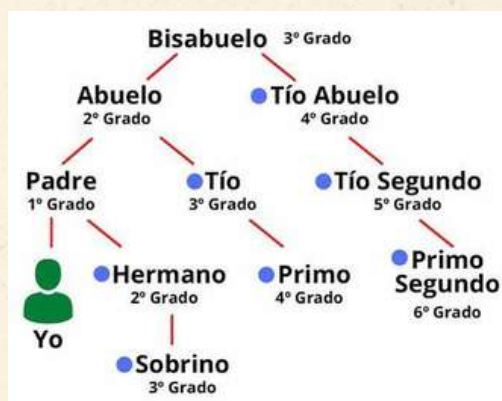 Bisabuelo 3º Grado
Abuelo
2º Grado
Tío Abuelo
4º Grado
Padre
1º Grado
Tío
3º Grado
Tío Segundo
5º Grado
Yo
Hermano
2º Grado
Primo
4º Grado
Primo
Segundo
6º Grado
Sobrino
3º Grado